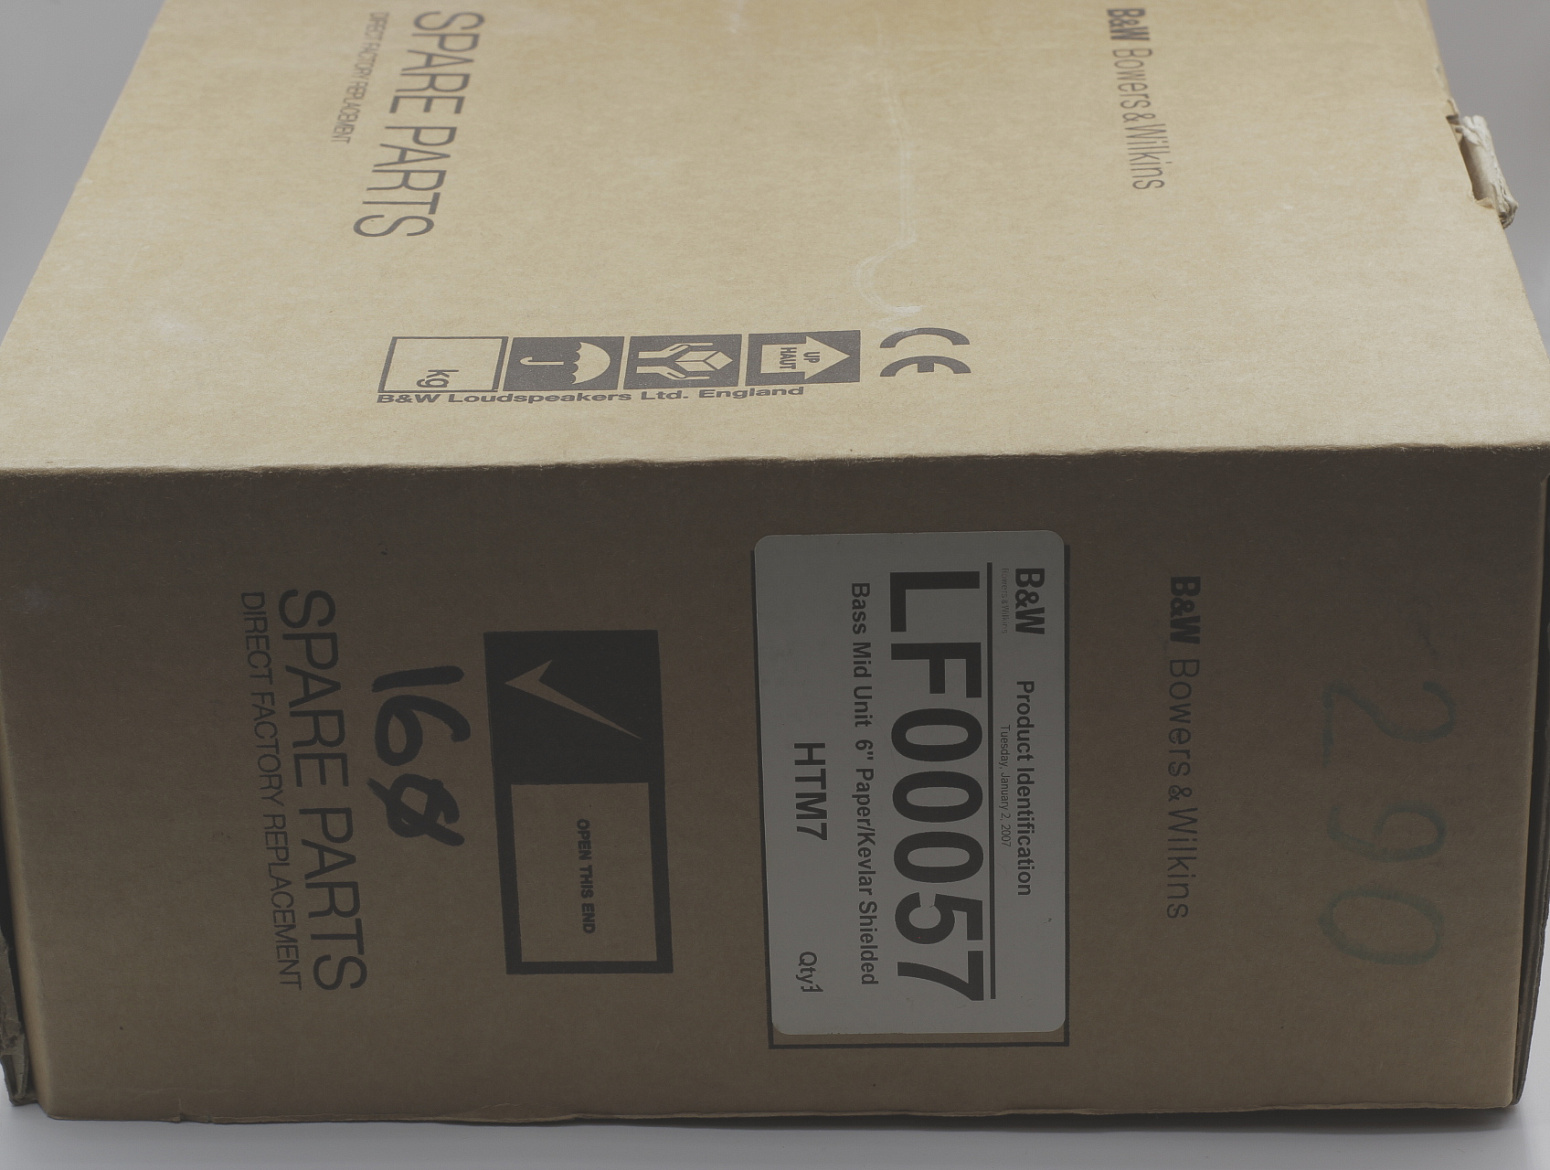 SPARE PARTS
DIRECT FACTORY REPLACEMENT
B&W Bowers & Wilkins
kg
UP
HAUT
CE
B&W Loudspeakers Ltd. England
290
B&W Bowers & Wilkins
B&W
Bowers & Wilkins
Product Identification
Tuesday, January 2, 2007
LF00057
Bass Mid Unit 6" Paper/Kevlar Shielded
HTM7
Qty:1
OPEN THIS END
168
SPARE PARTS
DIRECT FACTORY REPLACEMENT